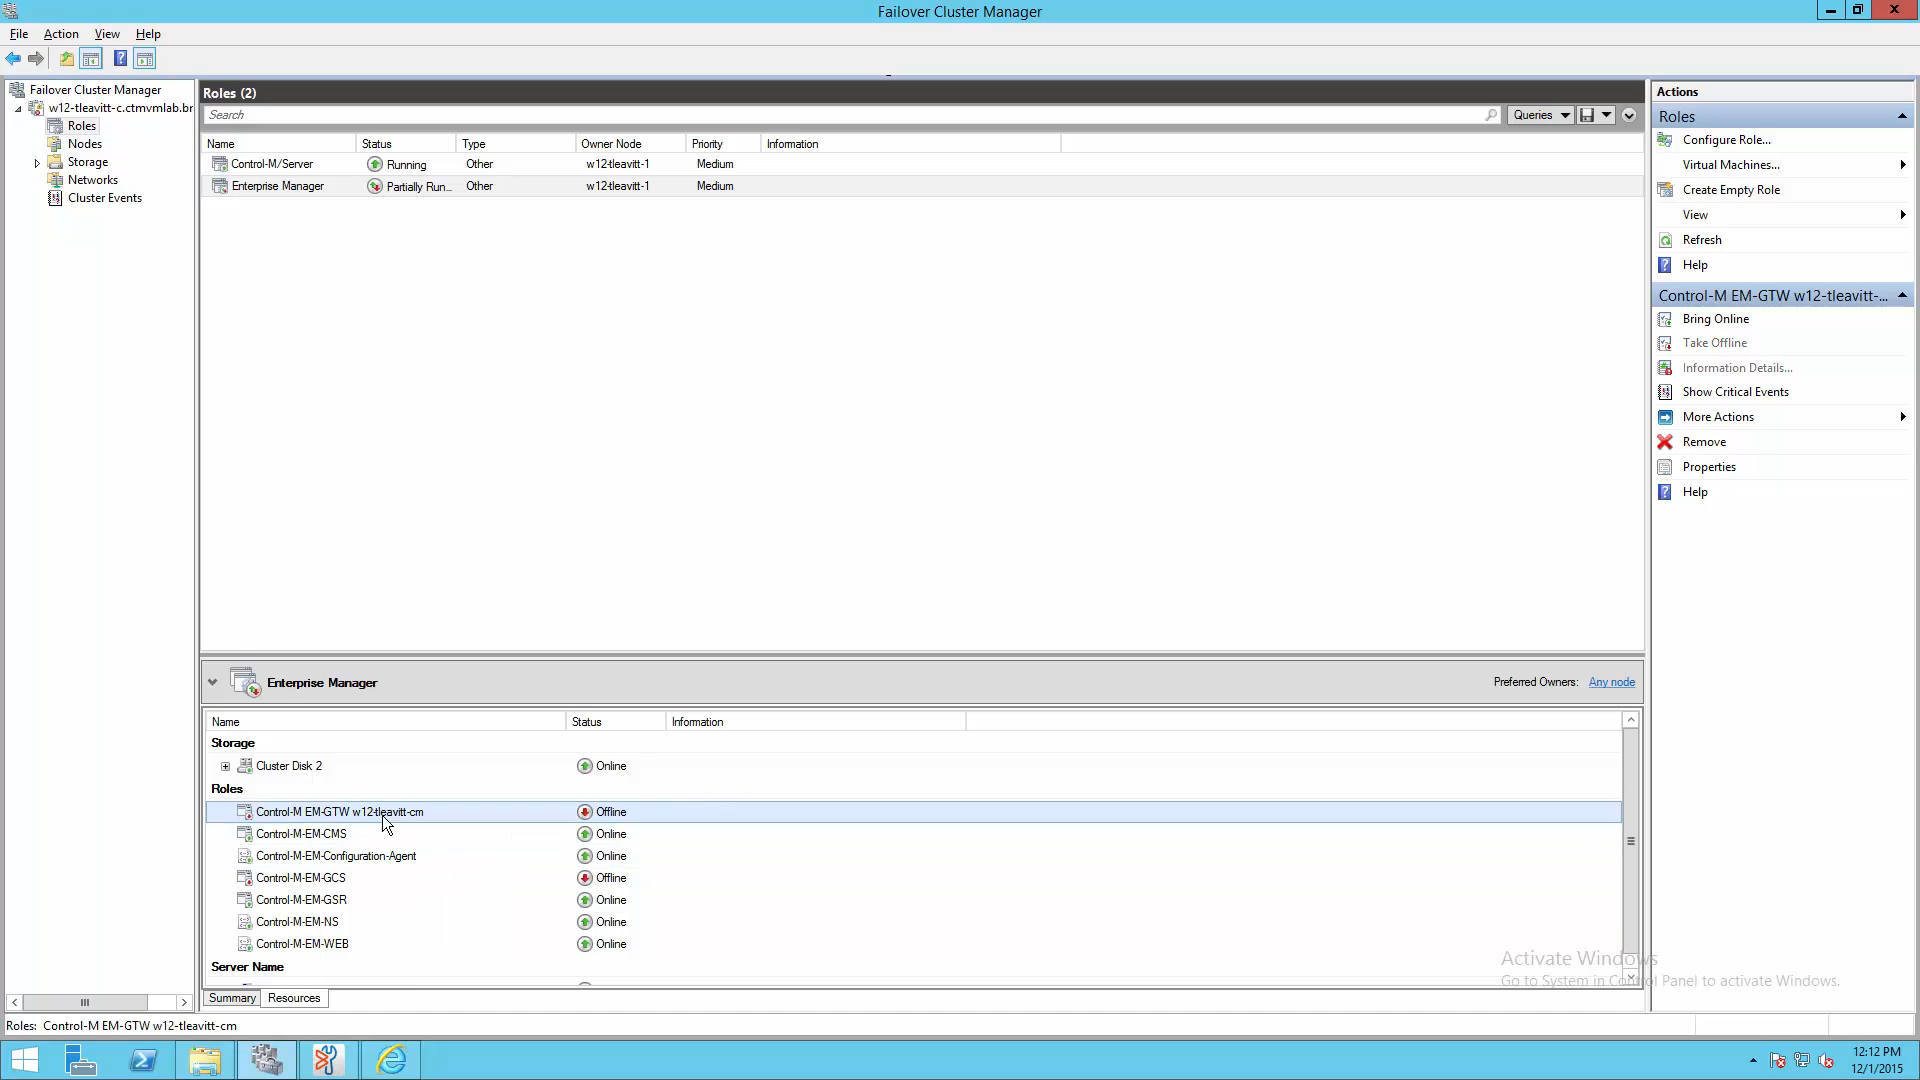 Failover Cluster Manager
File Action View Help
Failover Cluster Manager
w12-tleavitt-c.ctmvmlab.br
Roles
Nodes
Storage
Networks
Cluster Events
Roles (2)
Search
Queries
Name Status Type Owner Node Priority Information
Control-M/Server Running Other w12-tleavitt-1 Medium
Enterprise Manager Partially Run... Other w12-tleavitt-1 Medium
Enterprise Manager
Preferred Owners: Any node
Name Status Information
Storage
Cluster Disk 2 Online
Roles
Control-M EM-GTW w12-tleavitt-cm Offline
Control-M-EM-CMS Online
Control-M-EM-Configuration-Agent Online
Control-M-EM-GCS Offline
Control-M-EM-GSR Online
Control-M-EM-NS Online
Control-M-EM-WEB Online
Server Name
Summary Resources
Actions
Roles
Configure Role...
Virtual Machines...
Create Empty Role
View
Refresh
Help
Control-M EM-GTW w12-tleavitt-...
Bring Online
Take Offline
Information Details...
Show Critical Events
More Actions
Remove
Properties
Help
Activate Windows
Go to System in Control Panel to activate Windows.
Roles: Control-M EM-GTW w12-tleavitt-cm
12:12 PM
12/1/2015